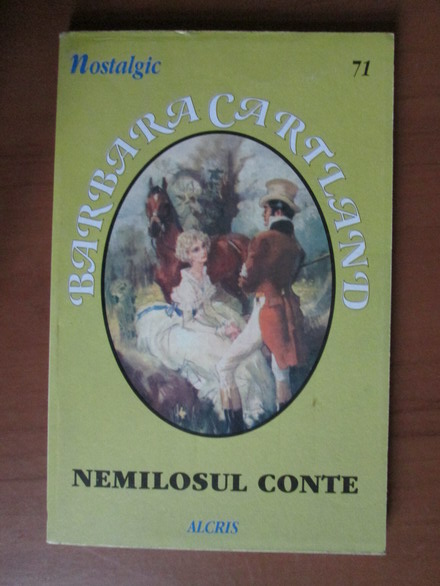 Nostalgic
71
BARBARA CARTLAND
NEMILOSUL CONTE
ALCRIS